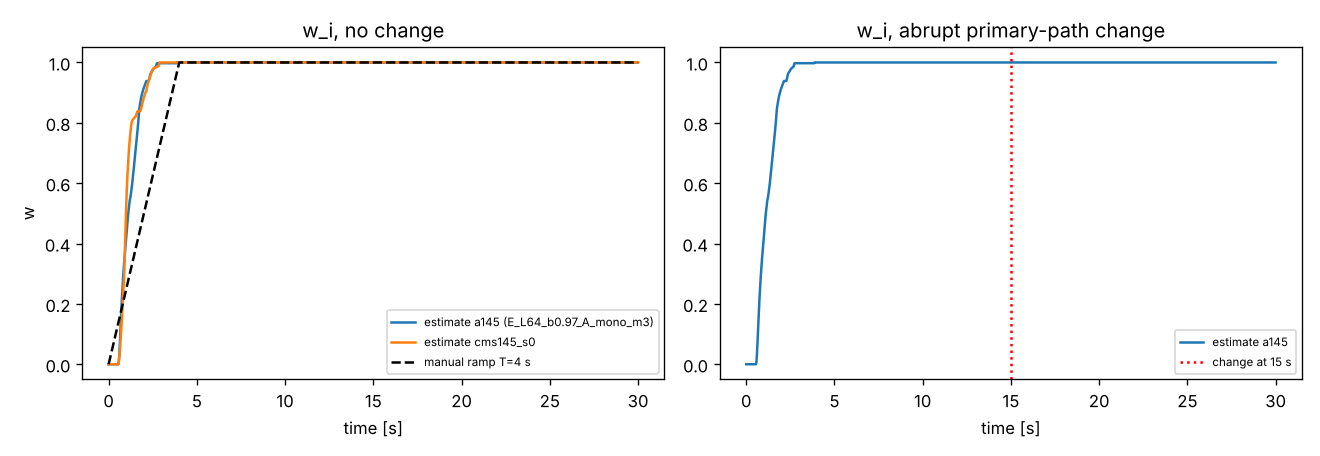 w_i, no change
w
1.0
0.8
0.6
0.4
0.2
0.0
0 5 10 15 20 25 30
time [s]
estimate a145 (E_L64_b0.97_A_mono_m3)
estimate cms145_s0
manual ramp T=4 s
w_i, abrupt primary-path change
1.0
0.8
0.6
0.4
0.2
0.0
0 5 10 15 20 25 30
time [s]
estimate a145
change at 15 s